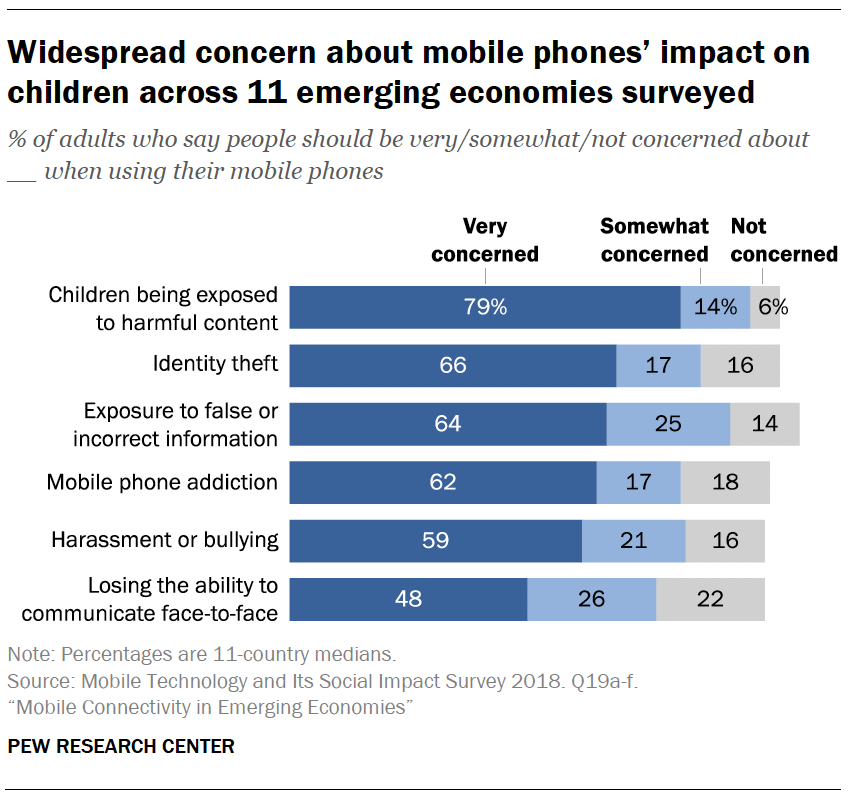 Widespread concern about mobile phones’ impact on
children across 11 emerging economies surveyed
% of adults who say people should be very/somewhat/not concerned about
__ when using their mobile phones
Very
concerned
Somewhat
concerned
Not
concerned
Children being exposed
to harmful content
79%
14%
6%
Identity theft
66
17
16
Exposure to false or
incorrect information
64
25
14
Mobile phone addiction
62
17
18
Harassment or bullying
59
21
16
Losing the ability to
communicate face-to-face
48
26
22
Note: Percentages are 11-country medians.
Source: Mobile Technology and Its Social Impact Survey 2018. Q19a-f.
“Mobile Connectivity in Emerging Economies”
PEW RESEARCH CENTER